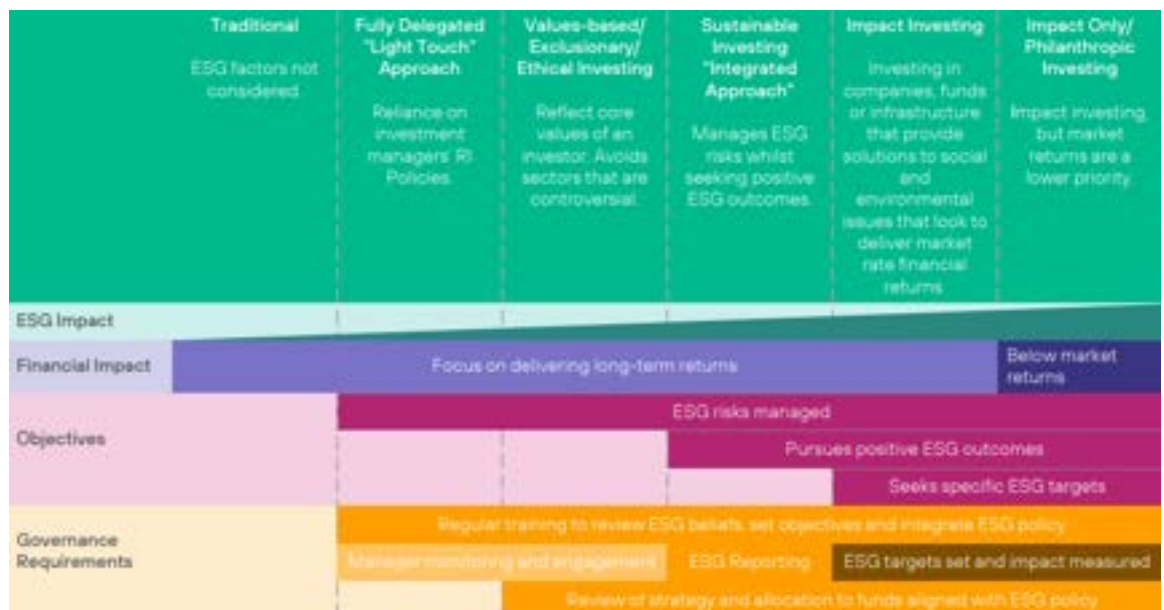 Traditional
ESG factors not
considered
Fully Delegated
"Light Touch"
Approach
Reliance on
investment
managers' RI
Policies.
Values-based/
Exclusionary/
Ethical Investing
Reflect core
values of an
investor. Avoids
sectors that are
controversial.
Sustainable
Investing
"Integrated
Approach"
Manages ESG
risks whilst
seeking positive
ESG outcomes.
Impact Investing
Investing in
companies, funds
or infrastructure
that provide
solutions to social
and
environmental
issues that look to
deliver market
rate financial
returns
Impact Only/
Philanthropic
Investing
Impact investing,
but market
returns are a
lower priority.
ESG Impact
Financial Impact
Focus on delivering long-term returns
Below market
returns
Objectives
ESG risks managed
Pursues positive ESG outcomes
Seeks specific ESG targets
Governance
Requirements
Regular training to review ESG beliefs, set objectives and integrate ESG policy
Manager monitoring and engagement
ESG Reporting
ESG targets set and impact measured
Review of strategy and allocation to funds aligned with ESG policy